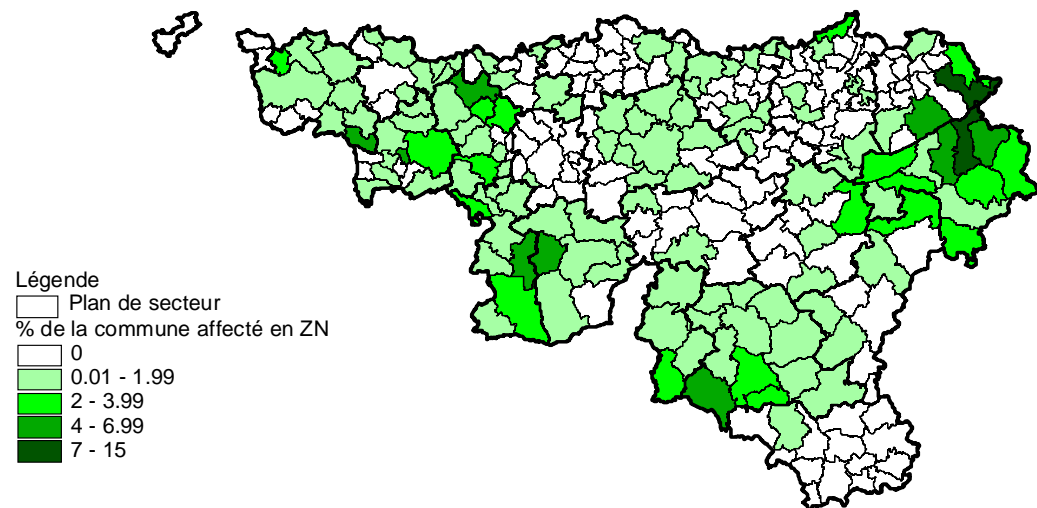 Légende
Plan de secteur
% de la commune affecté en ZN
0
0.01 - 1.99
2 - 3.99
4 - 6.99
7 - 15